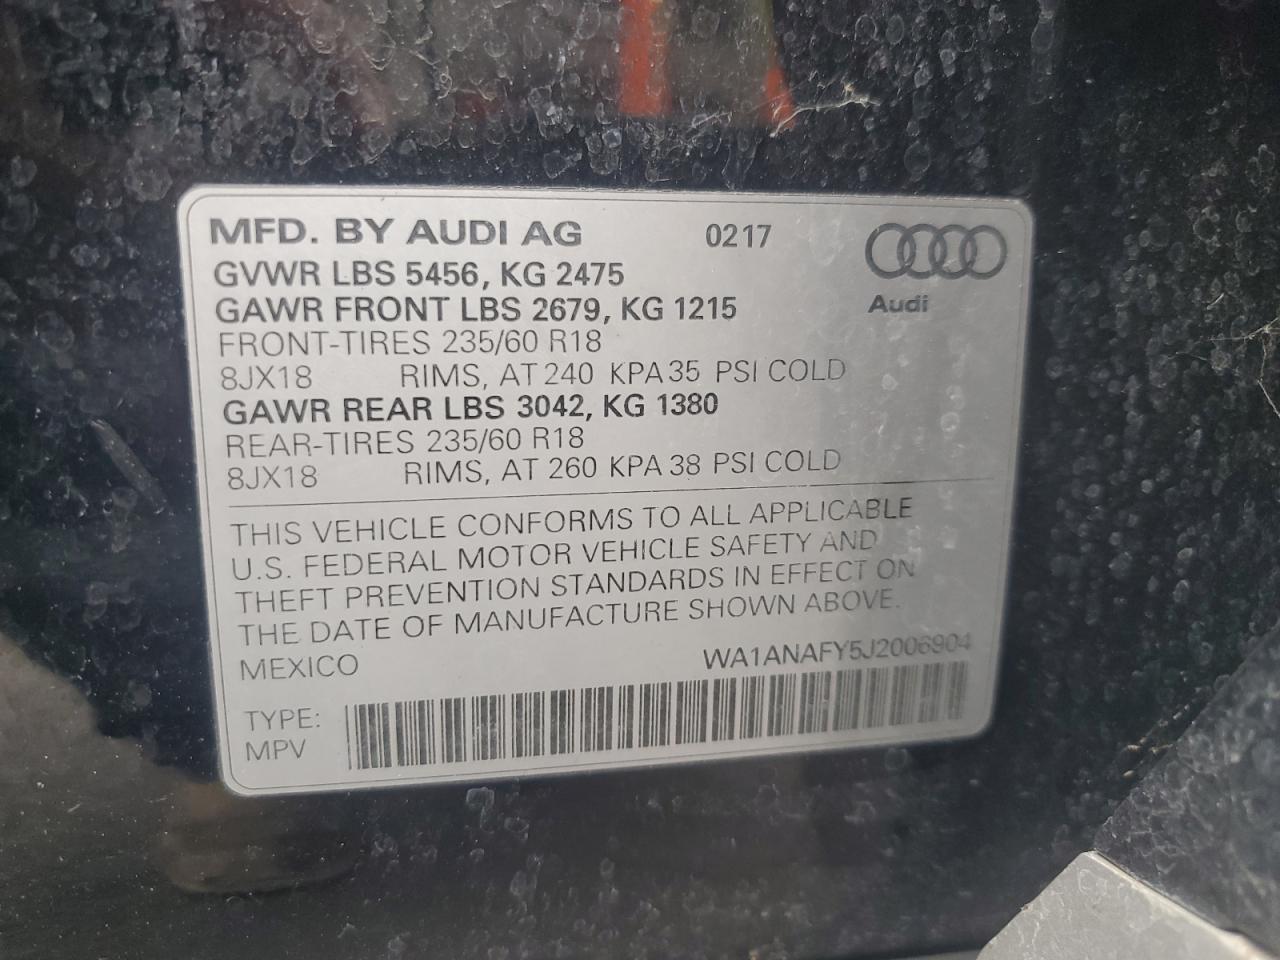 MFD. BY AUDI AG 0217
Audi
GVWR LBS 5456, KG 2475
GAWR FRONT LBS 2679, KG 1215
FRONT-TIRES 235/60 R18
8JX18 RIMS, AT 240 KPA 35 PSI COLD
GAWR REAR LBS 3042, KG 1380
REAR-TIRES 235/60 R18
8JX18 RIMS, AT 260 KPA 38 PSI COLD
THIS VEHICLE CONFORMS TO ALL APPLICABLE
U.S. FEDERAL MOTOR VEHICLE SAFETY AND
THEFT PREVENTION STANDARDS IN EFFECT ON
THE DATE OF MANUFACTURE SHOWN ABOVE.
MEXICO WA1ANAFY5J2006904
TYPE:
MPV